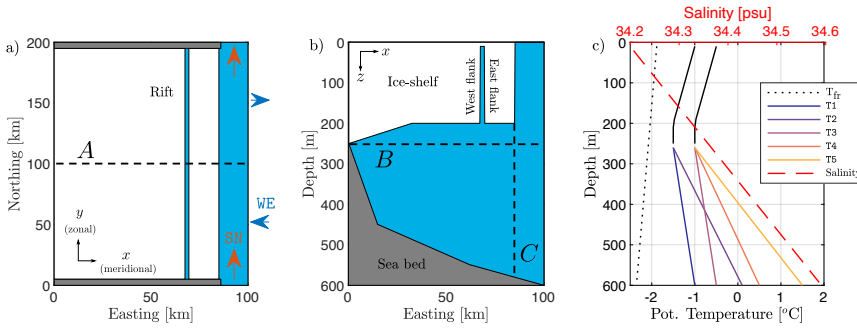 a)
200
150
100
50
0
Northing [km]
0
50
100
Easting [km]
Rift
A
y
(zonal)
x
(meridional)
SN
WE
b)
0
100
200
300
400
500
600
Depth [m]
0
50
100
Easting [km]
x
z
Ice-shelf
West flank
East flank
B
C
Sea bed
c)
Salinity [psu]
34.2
34.3
34.4
34.5
34.6
0
100
200
300
400
500
600
Depth [m]
-2
-1
0
1
2
Pot. Temperature [°C]
Tfr
T1
T2
T3
T4
T5
Salinity